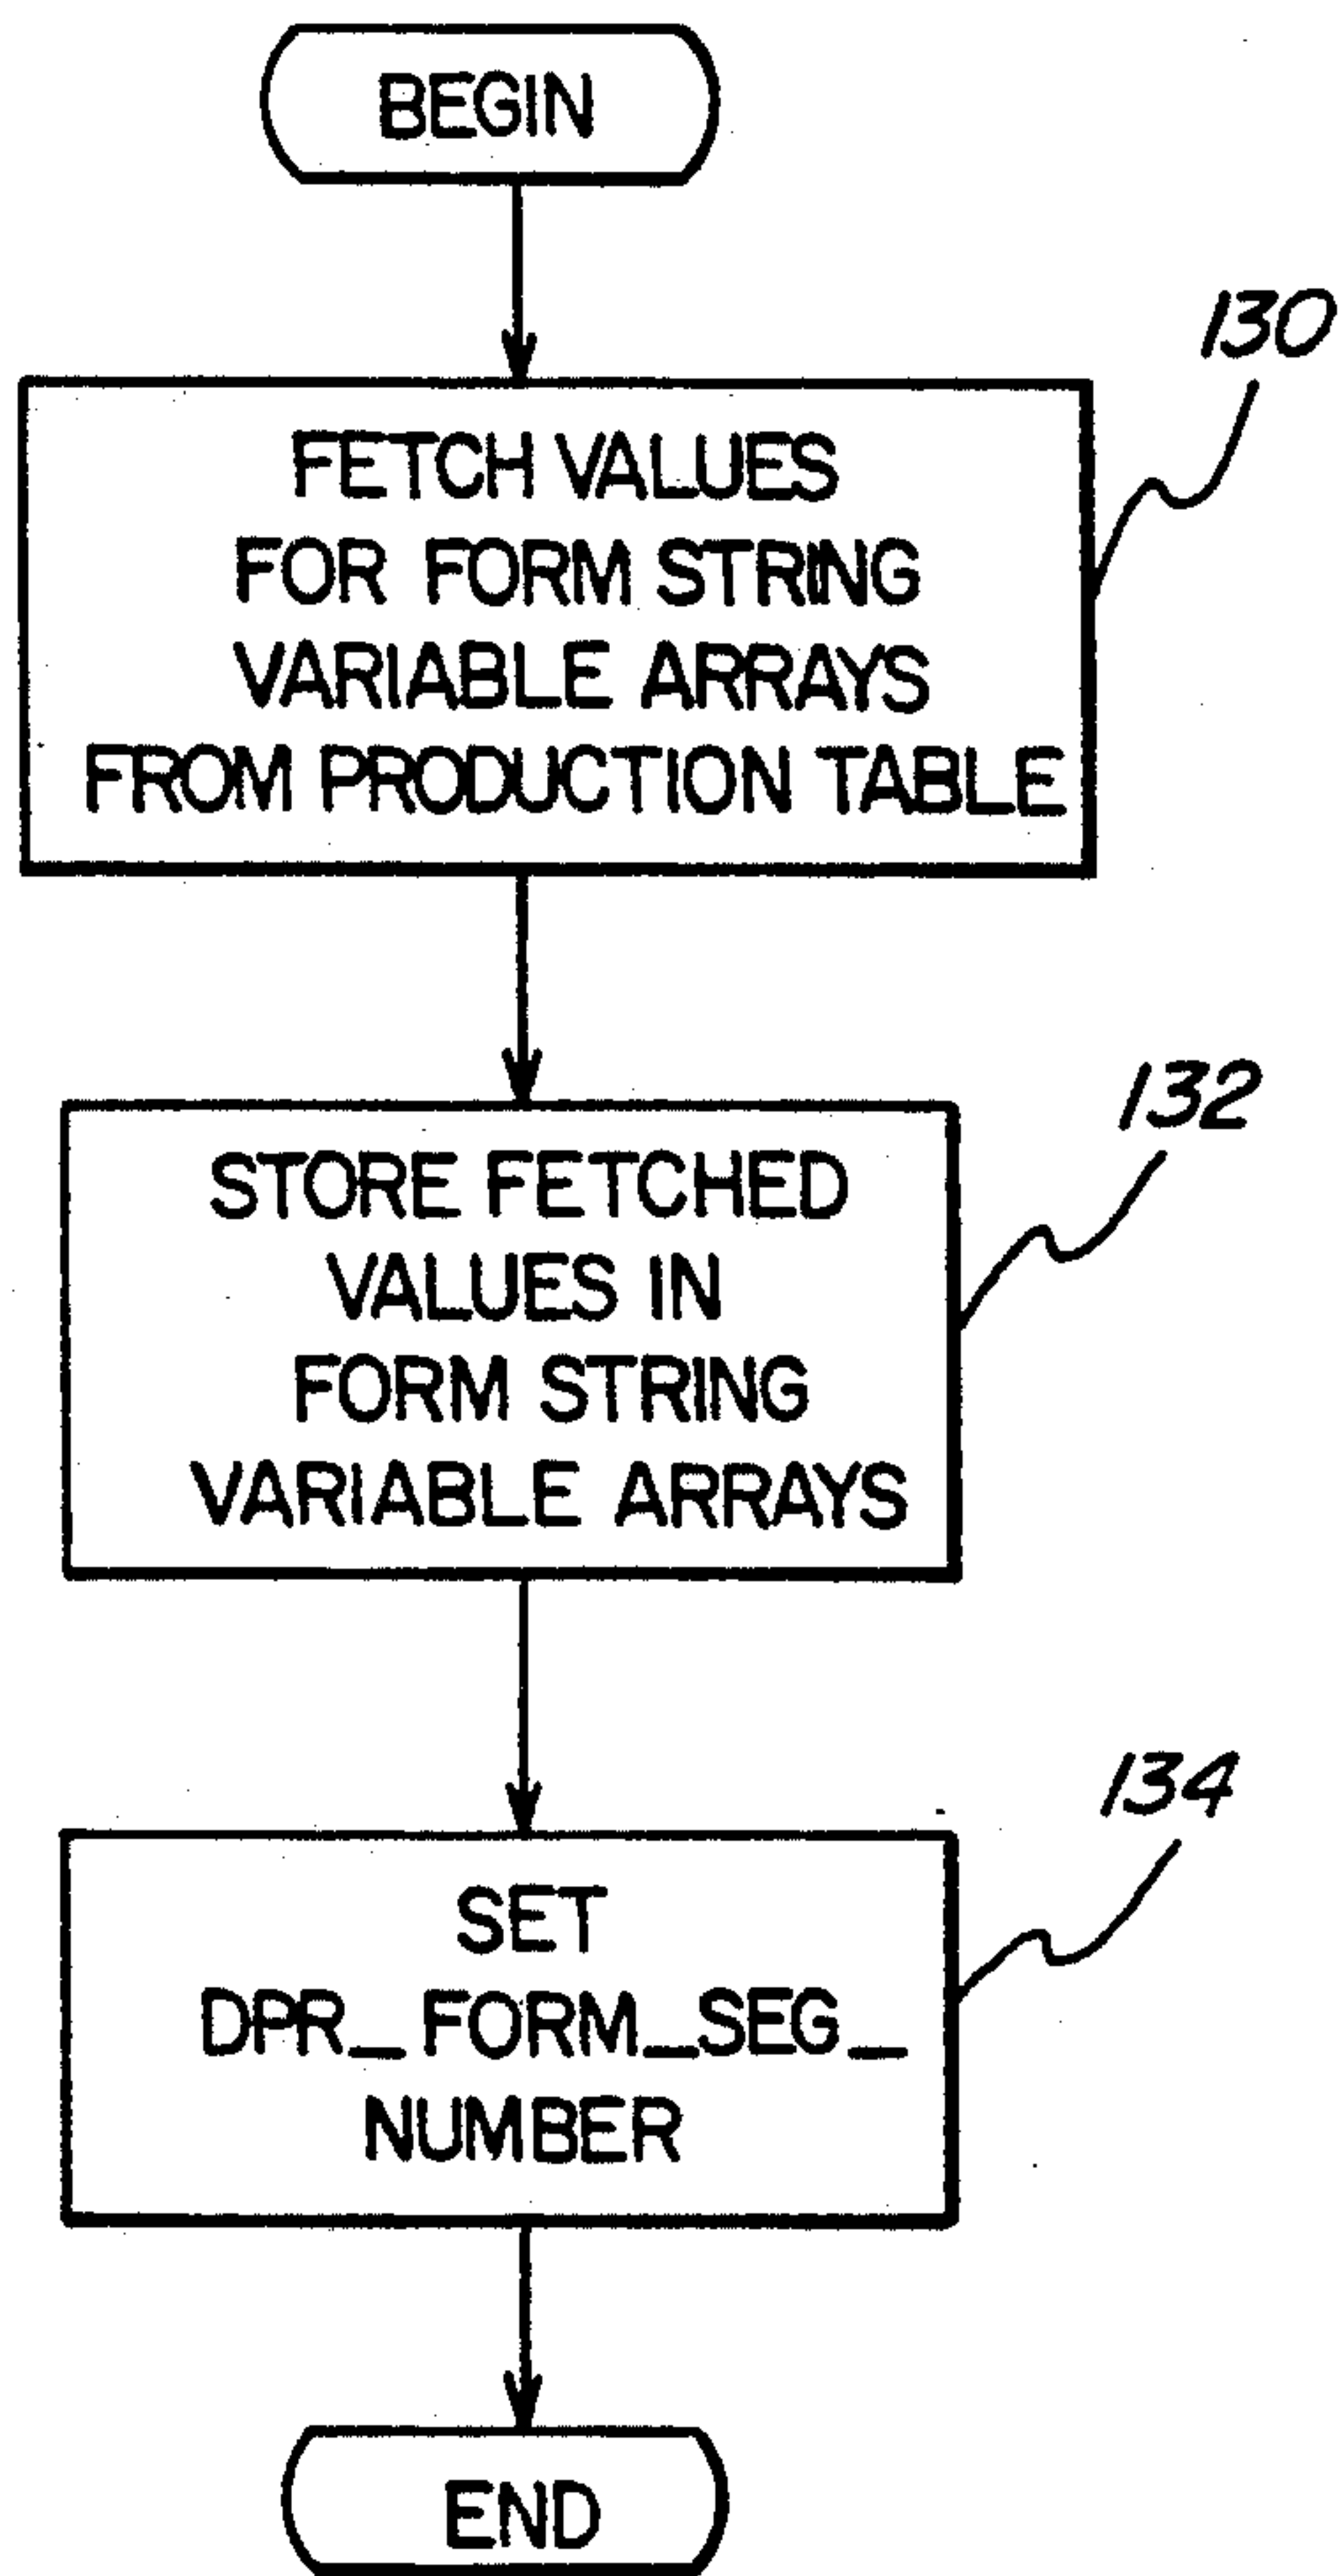 BEGIN
130
FETCH VALUES
FOR FORM STRING
VARIABLE ARRAYS
FROM PRODUCTION TABLE
132
STORE FETCHED
VALUES IN
FORM STRING
VARIABLE ARRAYS
134
SET
DPR_FORM_SEG_
NUMBER
END